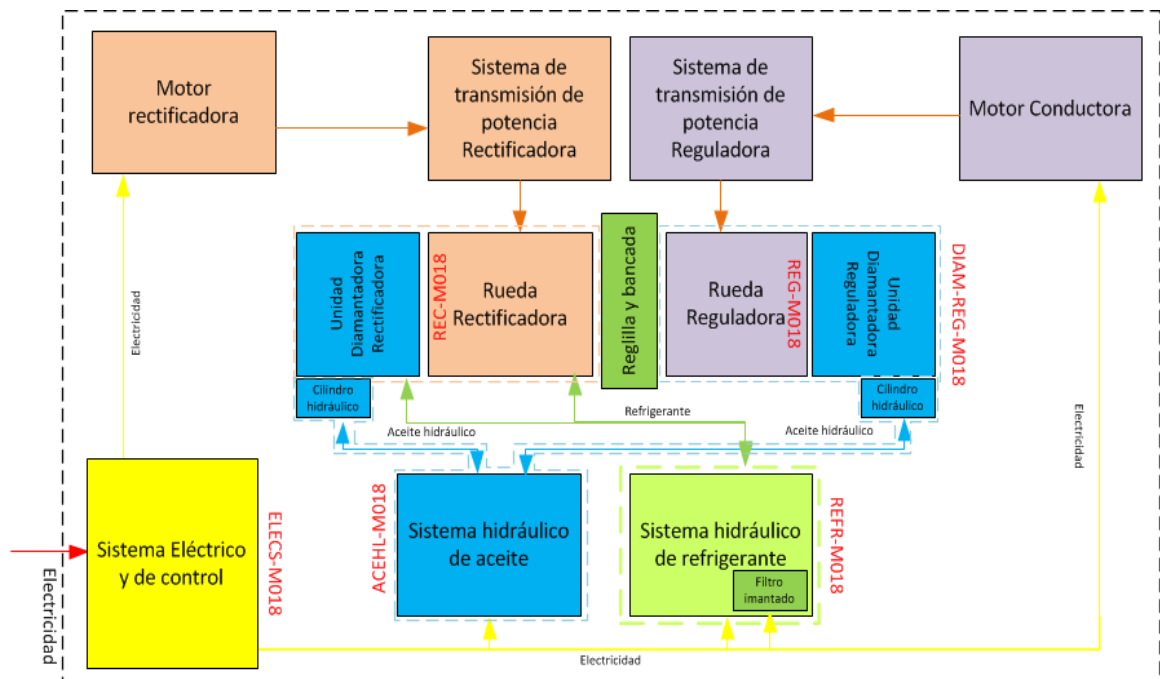 Motor
rectificadora
Sistema de
transmisión de
potencia
Rectificadora
Sistema de
transmisión de
potencia
Reguladora
Motor Conductora
Electricidad
Unidad
Diamantadora
Rectificadora
REC-M018
Rueda
Rectificadora
Reglilla y bancada
Rueda
Reguladora
REG-M018
Unidad
Diamantadora
Reguladora
DIAM-REG-M018
Cilindro
hidráulico
Cilindro
hidráulico
Refrigerante
Aceite hidráulico
Aceite hidráulico
Electricidad
Sistema Eléctrico
y de control
ELECS-M018
ACEHL-M018
Sistema hidráulico
de aceite
Sistema hidráulico
de refrigerante
Filtro
imantado
REFR-M018
Electricidad
Electricidad